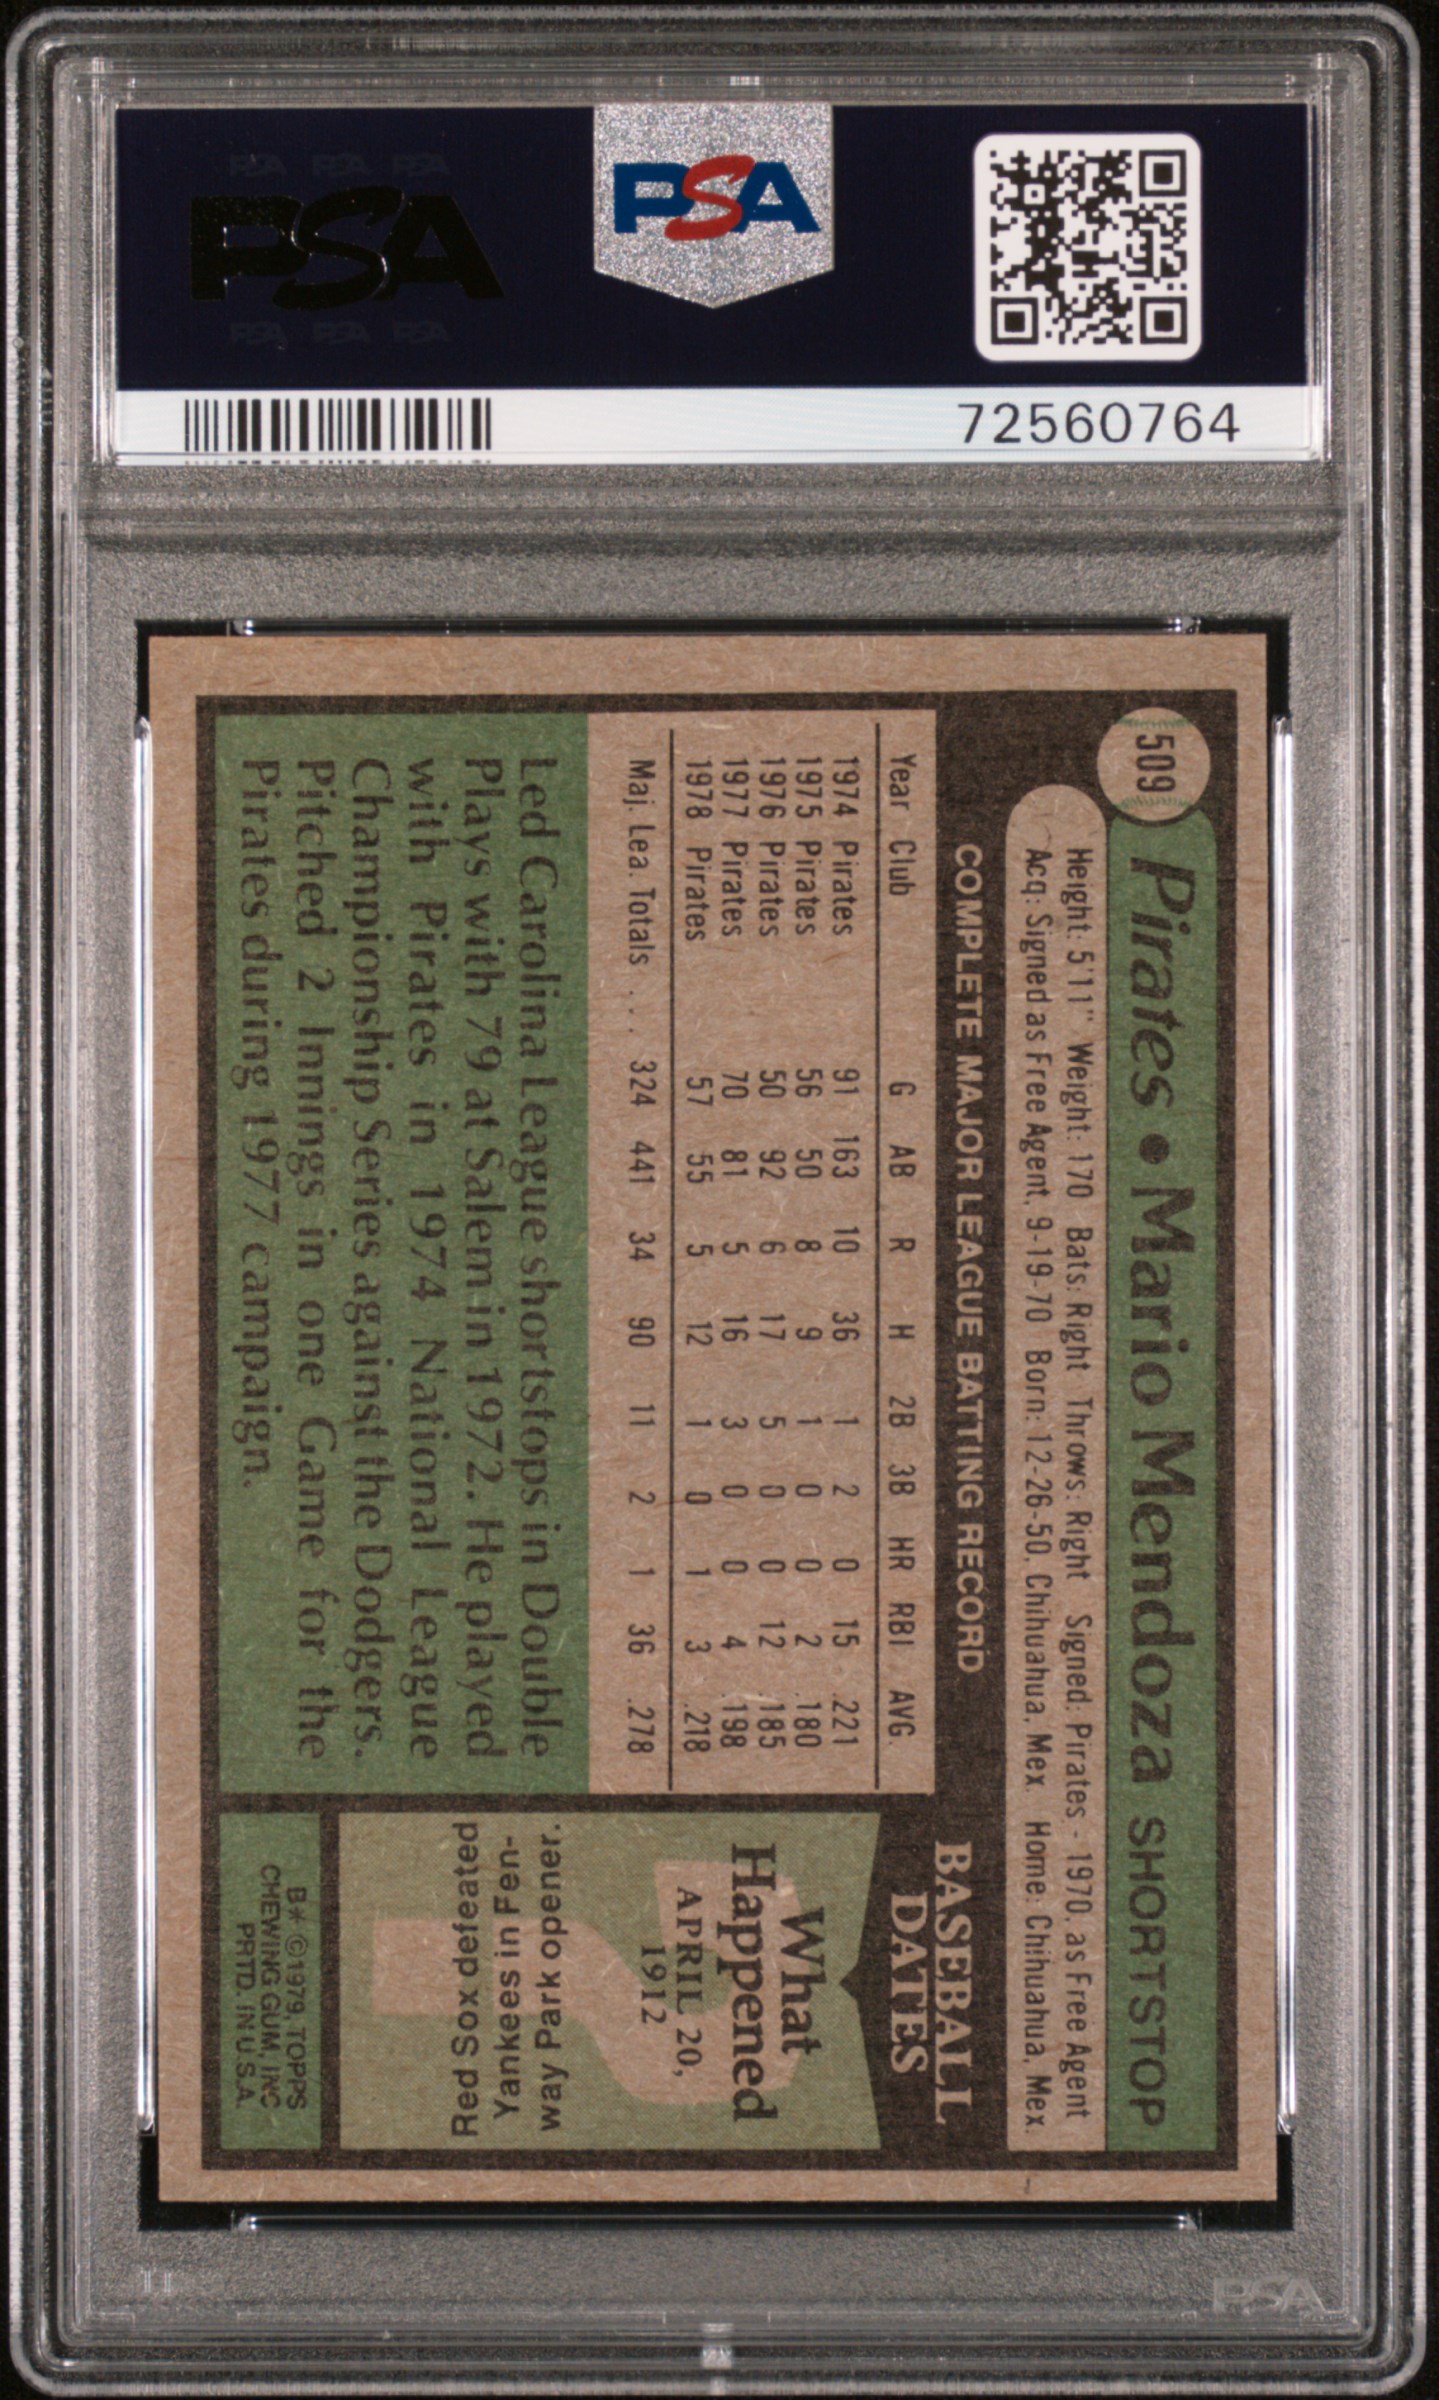 PSA PSA PSA
PSA
PSA PSA PSA
PSA
72560764
509
Pirates • Mario Mendoza SHORTSTOP
Height: 5'11" Weight: 170 Bats: Right Throws: Right Signed: Pirates - 1970, as Free Agent
Acq: Signed as Free Agent, 9-19-70 Born: 12-26-50, Chihuahua, Mex. Home: Chihuahua, Mex.
COMPLETE MAJOR LEAGUE BATTING RECORD
Year Club G AB R H 2B 3B HR RBI AVG.
1974 Pirates 91 163 10 36 1 2 0 15 .221
1975 Pirates 56 50 8 9 1 0 0 2 .180
1976 Pirates 50 92 6 17 5 0 0 12 .185
1977 Pirates 70 81 5 16 3 0 0 4 .198
1978 Pirates 57 55 5 12 1 0 1 3 .218
Maj. Lea. Totals . . . 324 441 34 90 11 2 1 36 .278
Led Carolina League shortstops in Double
Plays with 79 at Salem in 1972. He played
with Pirates in 1974 National League
Championship Series against the Dodgers.
Pitched 2 Innings in one Game for the
Pirates during 1977 campaign.
BASEBALL
DATES
What
Happened
APRIL 20,
1912
Red Sox defeated
Yankees in Fen-
way Park opener.
B* ©1979, TOPPS
CHEWING GUM, INC
PRTD. IN U.S.A.
PSA